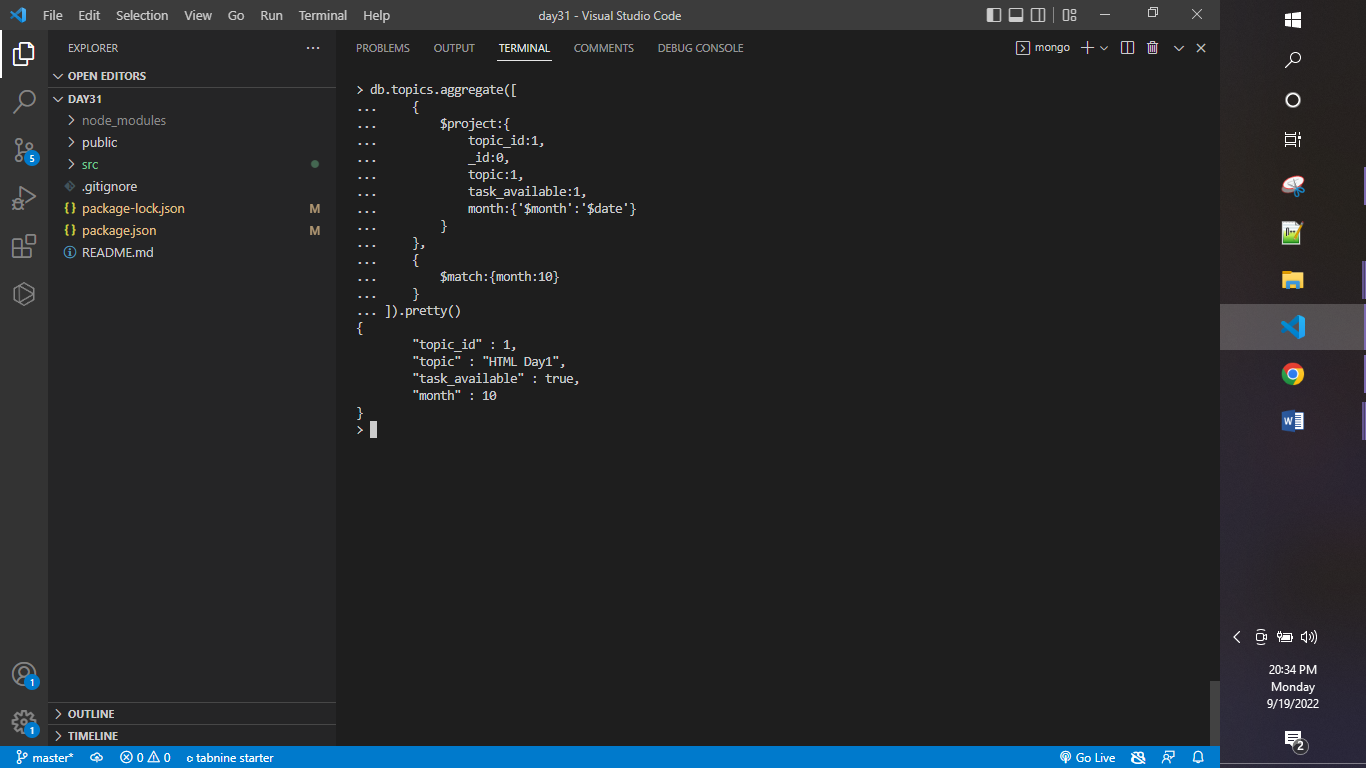 File Edit Selection View Go Run Terminal Help day31 - Visual Studio Code
EXPLORER
OPEN EDITORS
DAY31
node_modules
public
src
.gitignore
package-lock.json M
package.json M
README.md
OUTLINE
TIMELINE
5
1
1
PROBLEMS OUTPUT TERMINAL COMMENTS DEBUG CONSOLE mongo
> db.topics.aggregate([
... {
... $project:{
... topic_id:1,
... _id:0,
... topic:1,
... task_available:1,
... month:{'$month':'$date'}
... }
... },
... {
... $match:{month:10}
... }
... ]).pretty()
{
"topic_id" : 1,
"topic" : "HTML Day1",
"task_available" : true,
"month" : 10
}
>
master* 0 0 tabnine starter Go Live
W
20:34 PM
Monday
9/19/2022
2